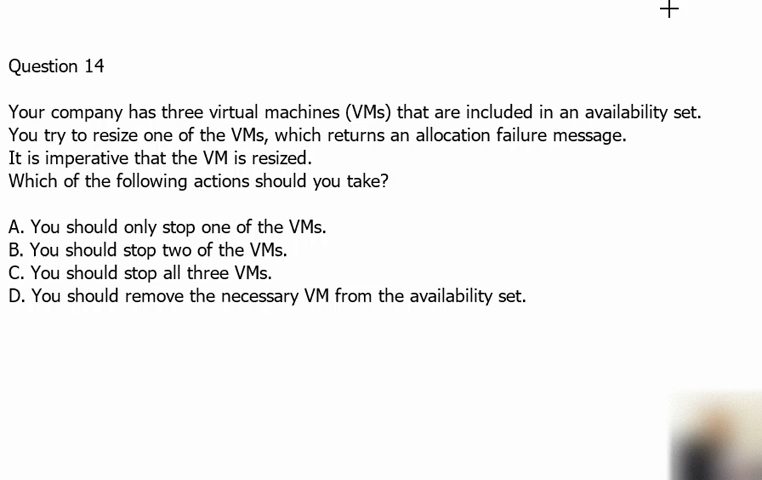 Question 14
Your company has three virtual machines (VMs) that are included in an availability set.
You try to resize one of the VMs, which returns an allocation failure message.
It is imperative that the VM is resized.
Which of the following actions should you take?
A. You should only stop one of the VMs.
B. You should stop two of the VMs.
C. You should stop all three VMs.
D. You should remove the necessary VM from the availability set.